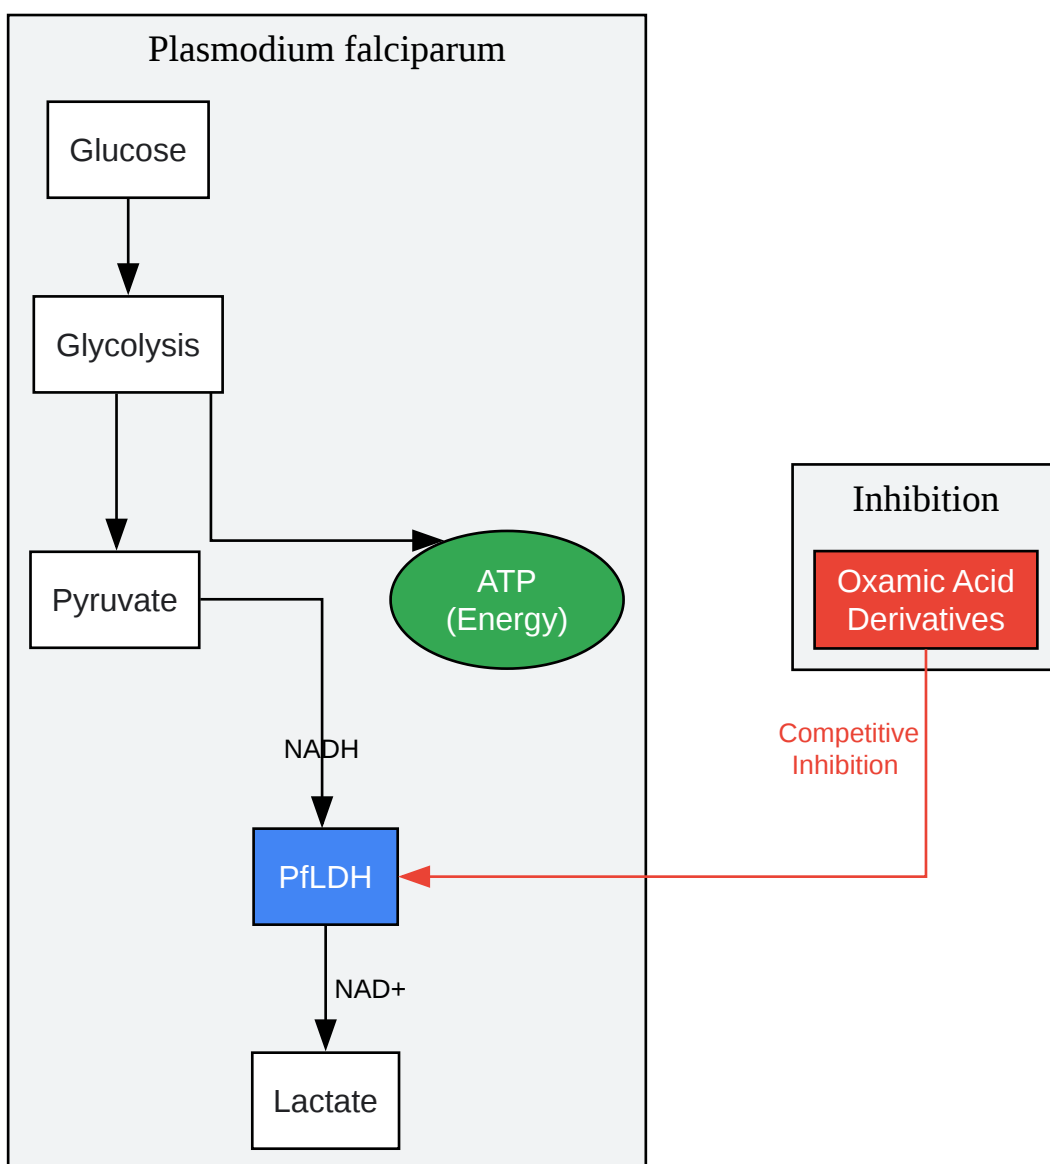 Plasmodium falciparum
Glucose
Glycolysis
Pyruvate
ATP
(Energy)
Inhibition
Oxamic Acid
Derivatives
Competitive
Inhibition
NADH
PfLDH
NAD+
Lactate